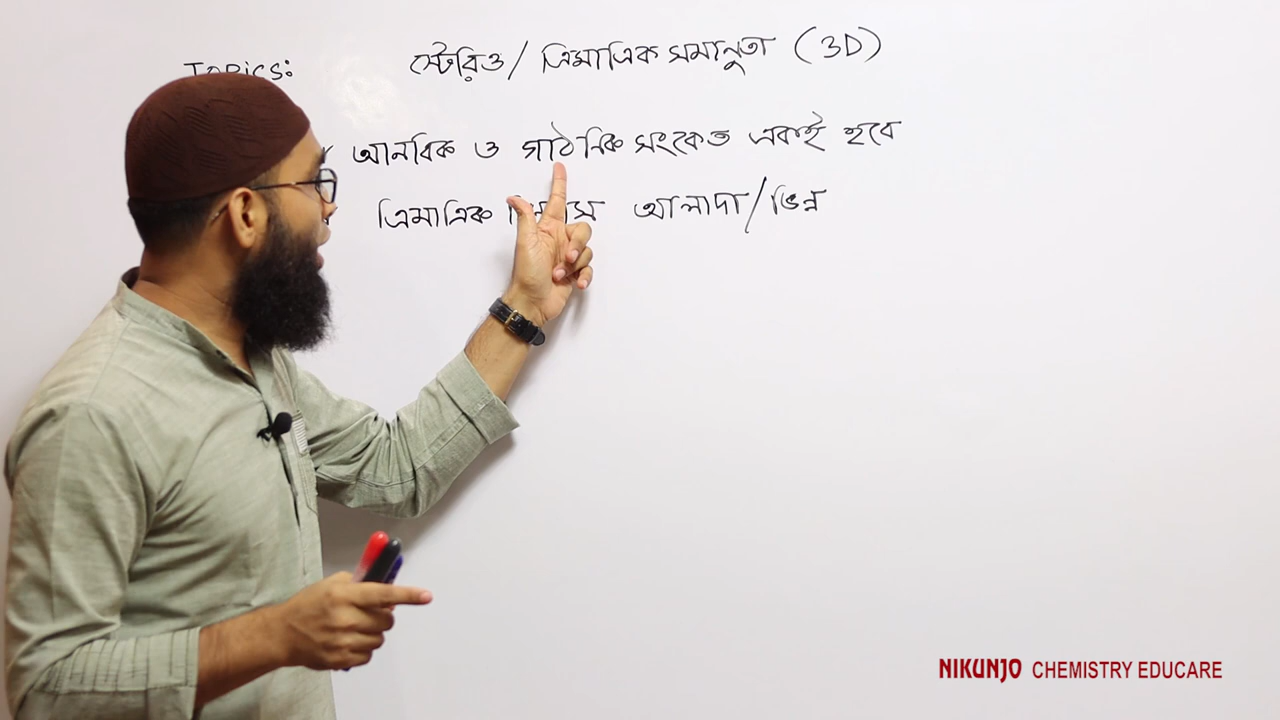 Topics: স্টেরিও/ ত্রিমাত্রিক সমানুতা (3D)
আনবিক ও গাঠনিক সংকেত একই হবে
ত্রিমাত্রিক আলাদা/ভিন্ন
NIKUNJO CHEMISTRY EDUCARE